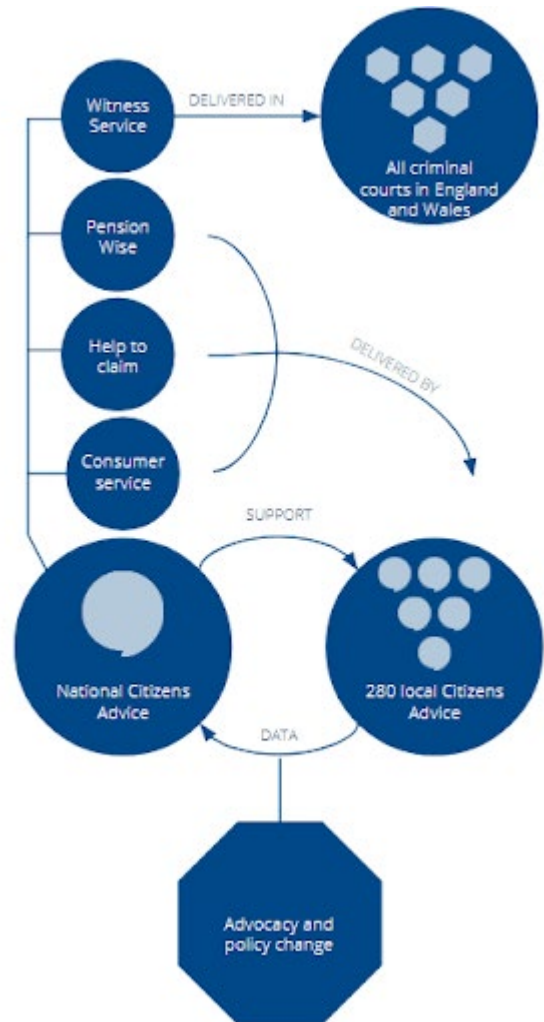 Witness
Service
DELIVERED IN
All criminal
courts in England
and Wales
Pension
Wise
Help to
claim
DELIVERED BY
Consumer
service
SUPPORT
National Citizens
Advice
280 local Citizens
Advice
DATA
Advocacy and
policy change